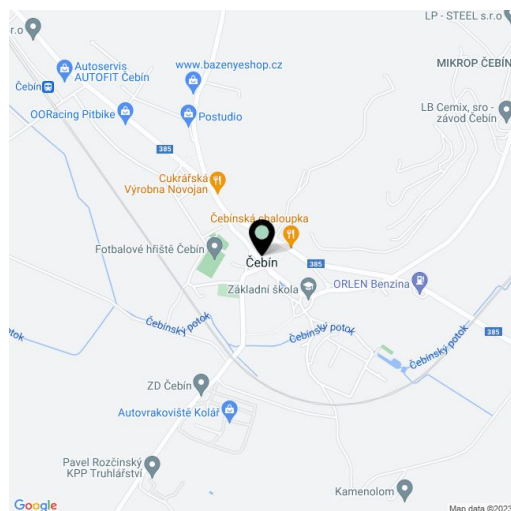 LP - STEEL s.r.o
r.o
Autoservis
AUTOFIT Čebín
www.bazenyeshop.cz
MIKROP ČEBÍN
Čebín
OORacing Pitbike
Postudio
LB Cemix, sro -
závod Čebín
385
Cukrářská
Výrobna Novojan
Čebínská chaloupka
Fotbalové hřiště Čebín
Čebín
385
Základní škola
ORLEN Benzina
Čebínský potok
Čebínský potok
Čebínský potok
385
ZD Čebín
Autovrakoviště Kolář
Pavel Rozčinský
KPP Truhlářství
Kamenolom
Google
Map data ©2023